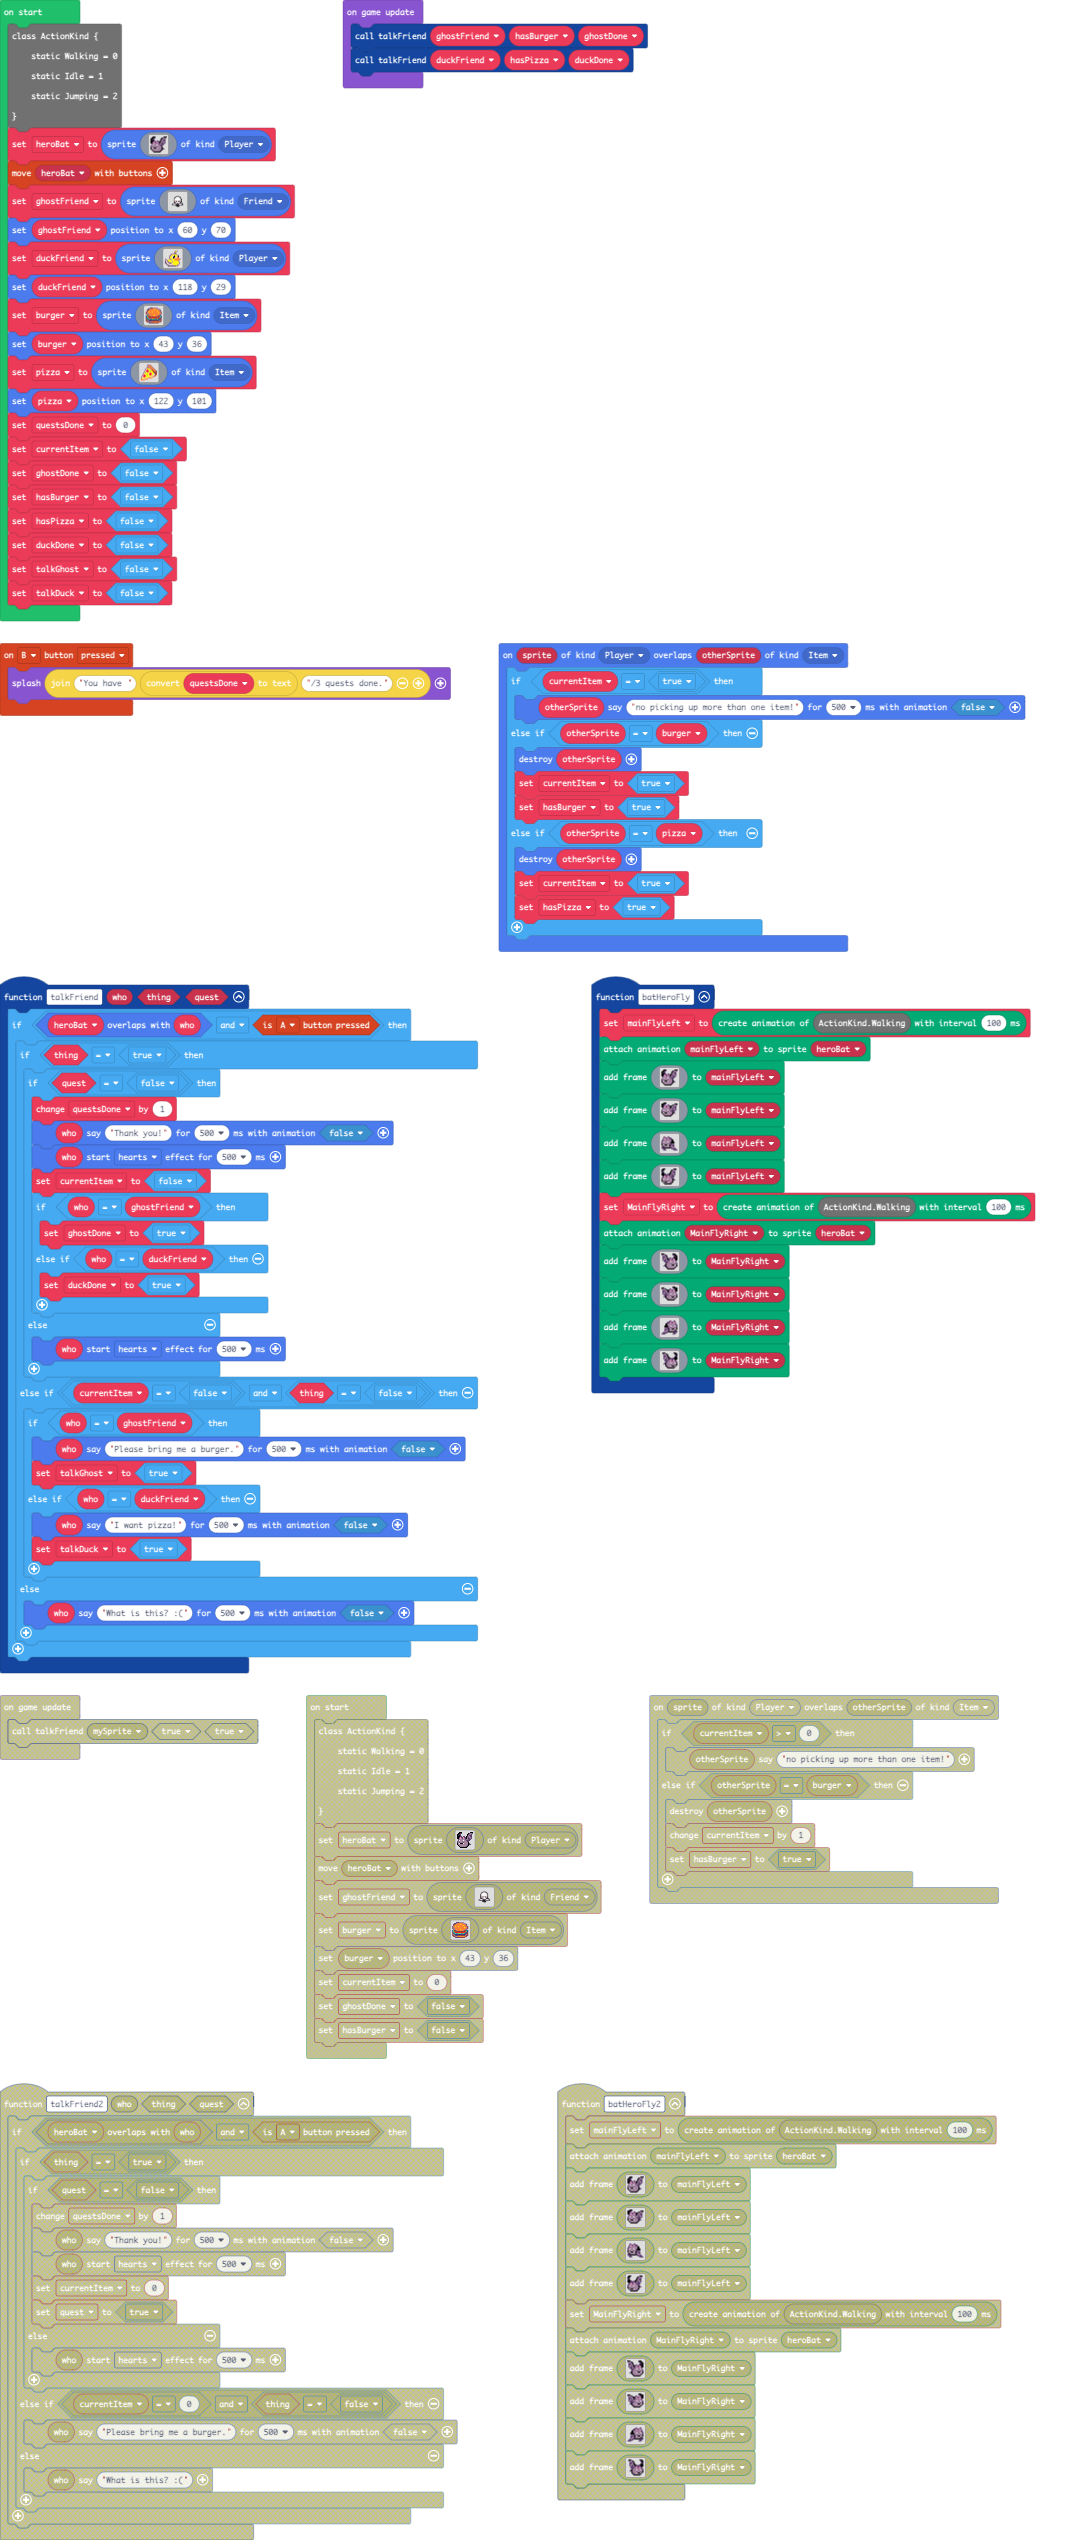 on start
class ActionKind {
static Walking = 0
static Idle = 1
static Jumping = 2
}
set heroBat to sprite of kind Player
move heroBat with buttons
set ghostFriend to sprite of kind Friend
set ghostFriend position to x 60 y 70
set duckFriend to sprite of kind Player
set duckFriend position to x 118 y 29
set burger to sprite of kind Item
set burger position to x 43 y 36
set pizza to sprite of kind Item
set pizza position to x 122 y 101
set questsDone to 0
set currentItem to false
set ghostDone to false
set hasBurger to false
set hasPizza to false
set duckDone to false
set talkGhost to false
set talkDuck to false
on game update
call talkFriend ghostFriend hasBurger ghostDone
call talkFriend duckFriend hasPizza duckDone
on B button pressed
splash join "You have " convert questsDone to text "/3 quests done."
on sprite of kind Player overlaps otherSprite of kind Item
if currentItem = true then
otherSprite say "no picking up more than one item!" for 500 ms with animation false
else if otherSprite = burger then
destroy otherSprite
set currentItem to true
set hasBurger to true
else if otherSprite = pizza then
destroy otherSprite
set currentItem to true
set hasPizza to true
function talkFriend who thing quest
if heroBat overlaps with who and is A button pressed then
if thing = true then
if quest = false then
change questsDone by 1
who say "Thank you!" for 500 ms with animation false
who start hearts effect for 500 ms
set currentItem to false
if who = ghostFriend then
set ghostDone to true
else if who = duckFriend then
set duckDone to true
else
who start hearts effect for 500 ms
else if currentItem = false and thing = false then
if who = ghostFriend then
who say "Please bring me a burger." for 500 ms with animation false
set talkGhost to true
else if who = duckFriend then
who say "I want pizza!" for 500 ms with animation false
set talkDuck to true
else
who say "What is this? :(" for 500 ms with animation false
function batHeroFly
set mainFlyLeft to create animation of ActionKind.Walking with interval 100 ms
attach animation mainFlyLeft to sprite heroBat
add frame to mainFlyLeft
add frame to mainFlyLeft
add frame to mainFlyLeft
add frame to mainFlyLeft
set MainFlyRight to create animation of ActionKind.Walking with interval 100 ms
attach animation MainFlyRight to sprite heroBat
add frame to MainFlyRight
add frame to MainFlyRight
add frame to MainFlyRight
add frame to MainFlyRight
on game update
call talkFriend mySprite true true
on start
class ActionKind {
static Walking = 0
static Idle = 1
static Jumping = 2
}
set heroBat to sprite of kind Player
move heroBat with buttons
set ghostFriend to sprite of kind Friend
set burger to sprite of kind Item
set burger position to x 43 y 36
set currentItem to 0
set ghostDone to false
set hasBurger to false
on sprite of kind Player overlaps otherSprite of kind Item
if currentItem > 0 then
otherSprite say "no picking up more than one item!"
else if otherSprite = burger then
destroy otherSprite
change currentItem by 1
set hasBurger to true
function talkFriend2 who thing quest
if heroBat overlaps with who and is A button pressed then
if thing = true then
if quest = false then
change questsDone by 1
who say "Thank you!" for 500 ms with animation false
who start hearts effect for 500 ms
set currentItem to 0
set quest to true
else
who start hearts effect for 500 ms
else if currentItem = 0 and thing = false then
who say "Please bring me a burger." for 500 ms with animation false
else
who say "What is this? :("
function batHeroFly2
set mainFlyLeft to create animation of ActionKind.Walking with interval 100 ms
attach animation mainFlyLeft to sprite heroBat
add frame to mainFlyLeft
add frame to mainFlyLeft
add frame to mainFlyLeft
add frame to mainFlyLeft
set MainFlyRight to create animation of ActionKind.Walking with interval 100 ms
attach animation MainFlyRight to sprite heroBat
add frame to MainFlyRight
add frame to MainFlyRight
add frame to MainFlyRight
add frame to MainFlyRight